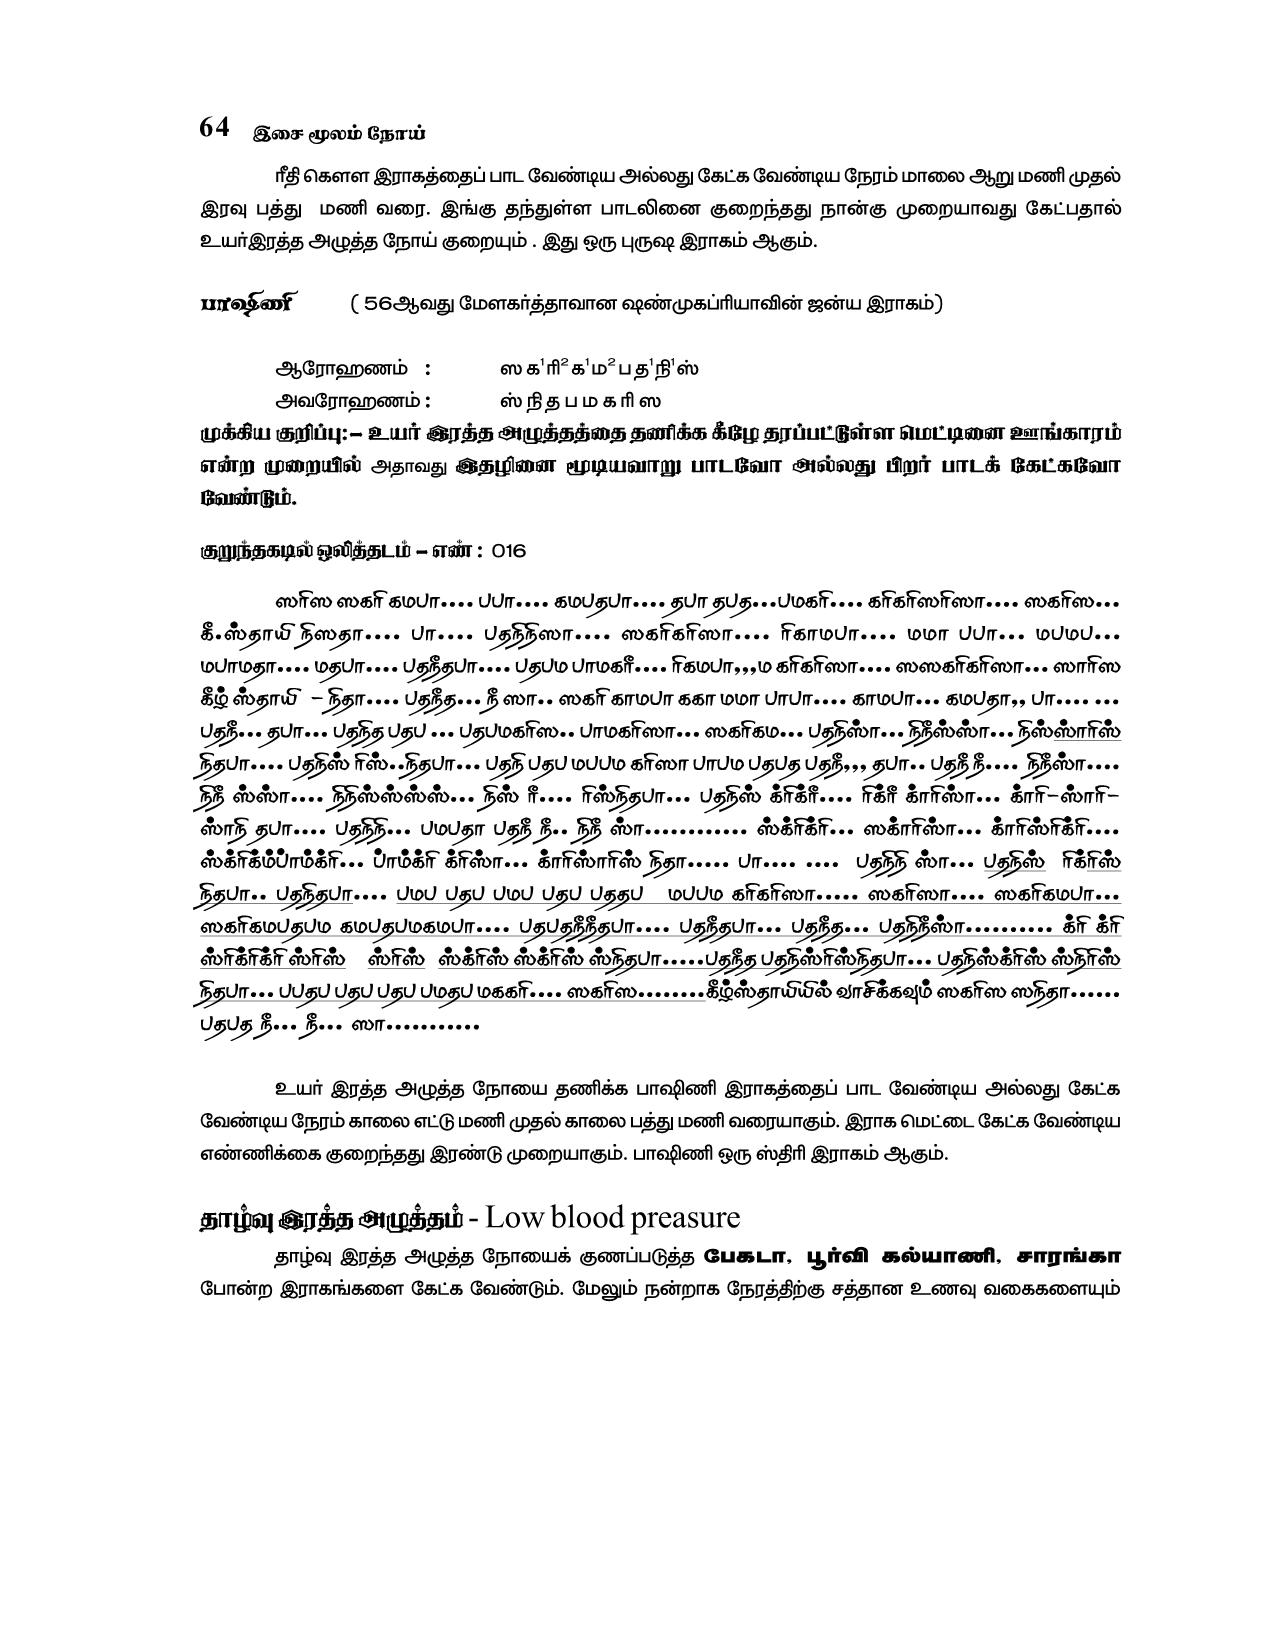 64 இசை மூலம் நோய்
ரீதி கௌள இராகத்தைப் பாட வேண்டிய அல்லது கேட்க வேண்டிய நேரம் மாலை ஆறு மணி முதல்
இரவு பத்து மணி வரை. இங்கு தந்துள்ள பாடலினை குறைந்தது நான்கு முறையாவது கேட்பதால்
உயர்இரத்த அழுத்த நோய் குறையும் . இது ஒரு புருஷ இராகம் ஆகும்.
பாஷிணி ( 56ஆவது மேளகர்த்தாவான ஷண்முகப்ரியாவின் ஜன்ய இராகம்)
ஆரோஹணம் : ஸ க¹ரி²க¹ம²ப த¹நி¹ஸ்
அவரோஹணம் : ஸ் நி த ப ம க ரி ஸ
முக்கிய குறிப்பு:– உயர் இரத்த அழுத்தத்தை தணிக்க கீழே தரப்பட்டுள்ள மெட்டினை ஊங்காரம்
என்ற முறையில் அதாவது இதழினை மூடியவாறு பாடவோ அல்லது பிறர் பாடக் கேட்கவோ
வேண்டும்.
குறுந்தகடில் ஒலித்தடம் – எண் : 016
ஸரிஸ ஸகரி கமபா.... பபா.... கமபதபா.... தபா தபத...பமகரி.... கரிகரிஸரிஸா.... ஸகரிஸ...
கீ.ஸ்தாயி நிஸதா.... பா.... பதநிநிஸா.... ஸகரிகரிஸா.... ரிகாமபா.... மமா பபா... மபமப...
மபாமதா.... மதபா.... பதநீதபா.... பதபம பாமகரீ.... ரிகமபா,,,ம கரிகரிஸா.... ஸஸகரிகரிஸா... ஸாரிஸ
கீழ் ஸ்தாயி – நிதா.... பதநீத... நீ ஸா.. ஸகரி காமபா ககா மமா பாபா.... காமபா... கமபதா,, பா.... ...
பதநீ... தபா... பதநித பதப ... பதபமகரிஸ.. பாமகரிஸா... ஸகரிகம... பதநிஸ்ா... நிநீஸ்ஸ்ா... நிஸ்ஸ்ாரிஸ்
நிதபா.... பதநிஸ் ரிஸ்..நிதபா... பதநி பதப மபபம கரிஸா பாபம பதபத பதநீ,,, தபா.. பதநீ நீ.... நிநீஸ்ா....
நிநீ ஸ்ஸ்ா.... நிநிஸ்ஸ்ஸ்ஸ்... நிஸ் ரீ.... ரிஸ்நிதபா... பதநிஸ் க்ரிக்ரீ.... ரிக்ரீ க்ாரிஸ்ா... க்ாரி–ஸ்ாரி–
ஸ்ாநி தபா.... பதநிநி... பமபதா பதநீ நீ.. நிநீ ஸ்ா............ ஸ்க்ரிக்ரி... ஸக்ாரிஸ்ா... க்ாரிஸ்ரிக்ரி....
ஸ்க்ரிக்ம்ப்ாம்க்ரி... ப்ாம்க்ரி க்ரிஸ்ா... க்ாரிஸ்ாரிஸ் நிதா..... பா.... .... பதநிநி ஸ்ா... பதநிஸ் ரிக்ரிஸ்
நிதபா.. பதநிதபா.... பமப பதப பமப பதப பததப மபபம கரிகரிஸா..... ஸகரிஸா.... ஸகரிகமபா...
ஸகரிகமபதபம கமபதபமகமபா.... பதபதநீநீதபா.... பதநீதபா... பதநீத... பதநிநீஸ்ா.......... க்ரி க்ரி
ஸ்ரிக்ரிக்ரி ஸ்ரிஸ் ஸ்ரிஸ் ஸ்க்ரிஸ் ஸ்க்ரிஸ் ஸ்நிதபா.....பதநீத பதநிஸ்ரிஸ்நிதபா... பதநிஸ்க்ரிஸ் ஸ்நிரிஸ்
நிதபா... பபதப பதப பதப பமதப மககரி.... ஸகரிஸ........கீழ்ஸ்தாயியில் வாசிக்கவும் ஸகரிஸ ஸநிதா......
பதபத நீ... நீ... ஸா...........
உயர் இரத்த அழுத்த நோயை தணிக்க பாஷிணி இராகத்தைப் பாட வேண்டிய அல்லது கேட்க
வேண்டிய நேரம் காலை எட்டு மணி முதல் காலை பத்து மணி வரையாகும். இராக மெட்டை கேட்க வேண்டிய
எண்ணிக்கை குறைந்தது இரண்டு முறையாகும். பாஷிணி ஒரு ஸ்திரி இராகம் ஆகும்.
தாழ்வு இரத்த அழுத்தம் - Low blood preasure
தாழ்வு இரத்த அழுத்த நோயைக் குணப்படுத்த பேகடா, பூர்வி கல்யாணி, சாரங்கா
போன்ற இராகங்களை கேட்க வேண்டும். மேலும் நன்றாக நேரத்திற்கு சத்தான உணவு வகைகளையும்